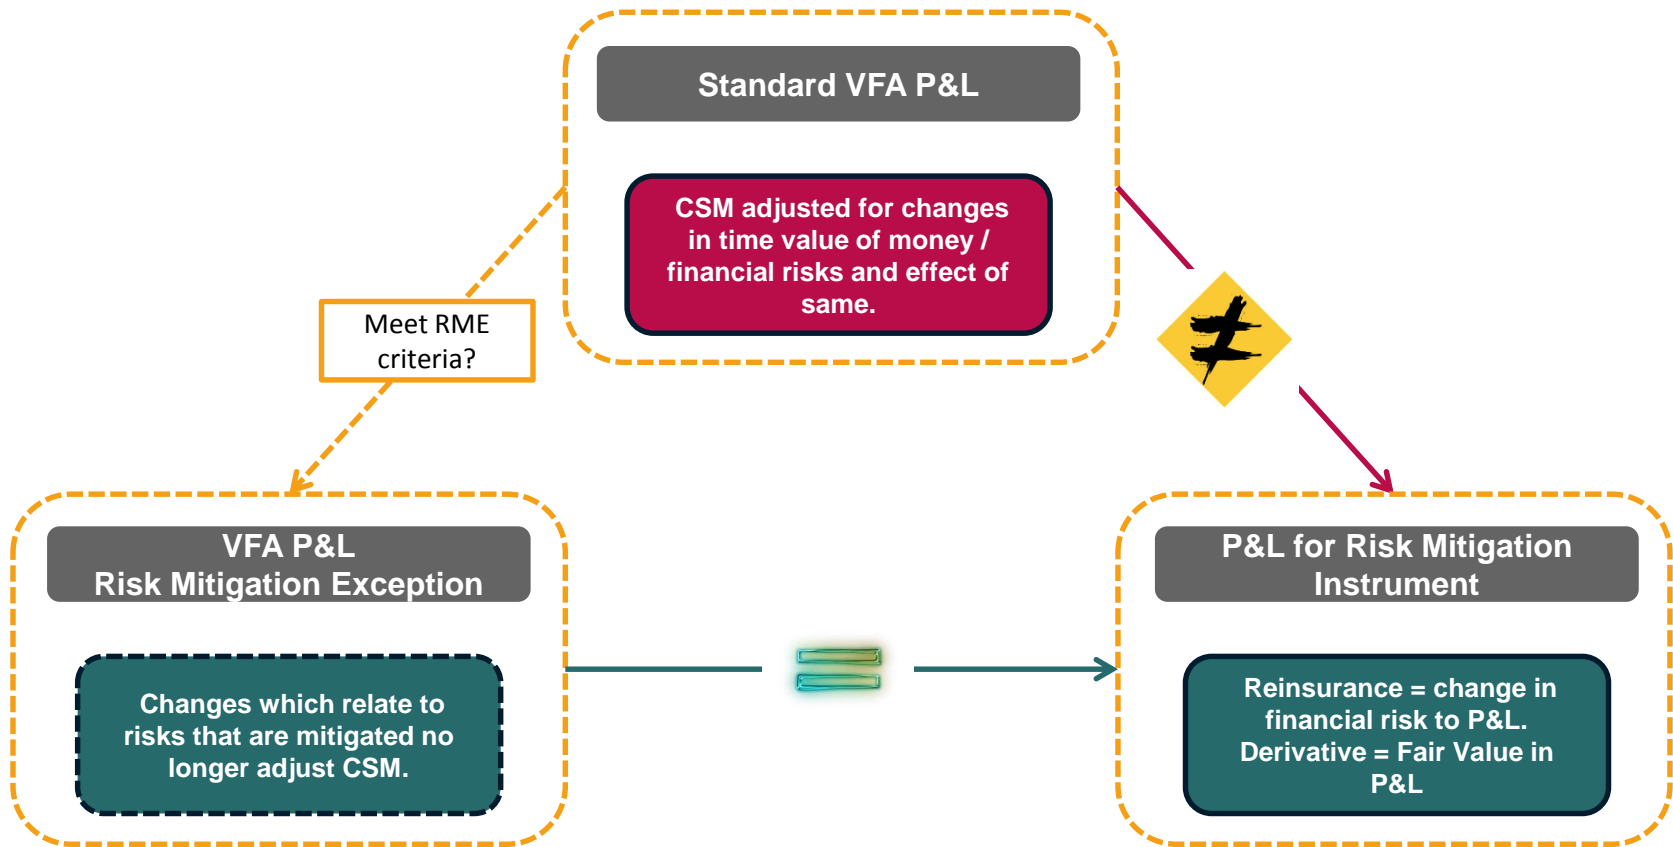 Standard VFA P&L
CSM adjusted for changes
in time value of money /
financial risks and effect of
same.
Meet RME
criteria?
≠
VFA P&L
Risk Mitigation Exception
Changes which relate to
risks that are mitigated no
longer adjust CSM.
=
P&L for Risk Mitigation
Instrument
Reinsurance = change in
financial risk to P&L.
Derivative = Fair Value in
P&L